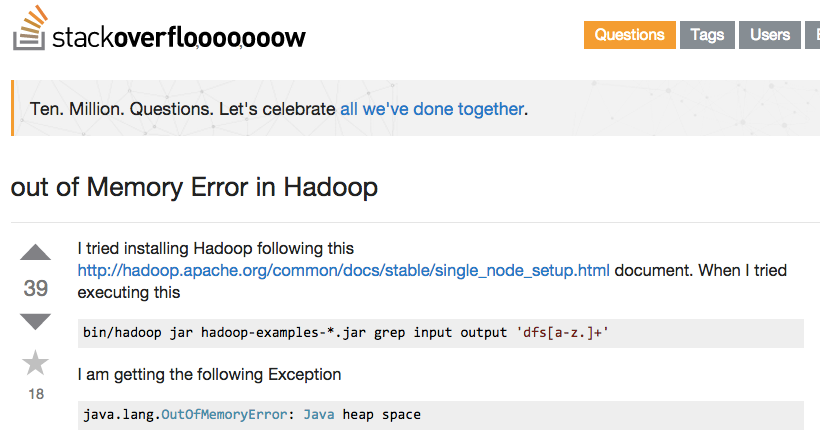 stackoverflo,000,000w
Questions Tags Users
Ten. Million. Questions. Let's celebrate all we've done together.
out of Memory Error in Hadoop
I tried installing Hadoop following this
http://hadoop.apache.org/common/docs/stable/single_node_setup.html document. When I tried
39
executing this
bin/hadoop jar hadoop-examples-*.jar grep input output 'dfs[a-z.]+'
I am getting the following Exception
18
java.lang.OutOfMemoryError: Java heap space